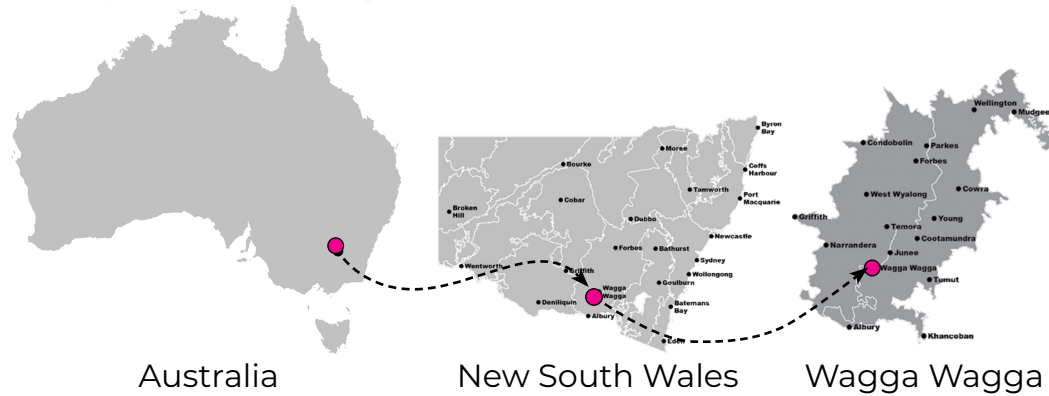 Byron
Bay
Moree
Bourke
Coffs
Harbour
Tamworth
Port
Macquarie
Cobar
Broken
Hill
Dubbo
Newcastle
Forbes
Bathurst
Sydney
Wentworth
Griffith
Wollongong
Goulburn
Wagga
Wagga
Deniliquin
Batemans
Bay
Albury
Eden
Wellington
Mudgee
Condobolin
Parkes
Forbes
West Wyalong
Cowra
Griffith
Young
Temora
Cootamundra
Narrandera
Junee
Wagga Wagga
Tumut
Albury
Khancoban
Australia
New South Wales
Wagga Wagga